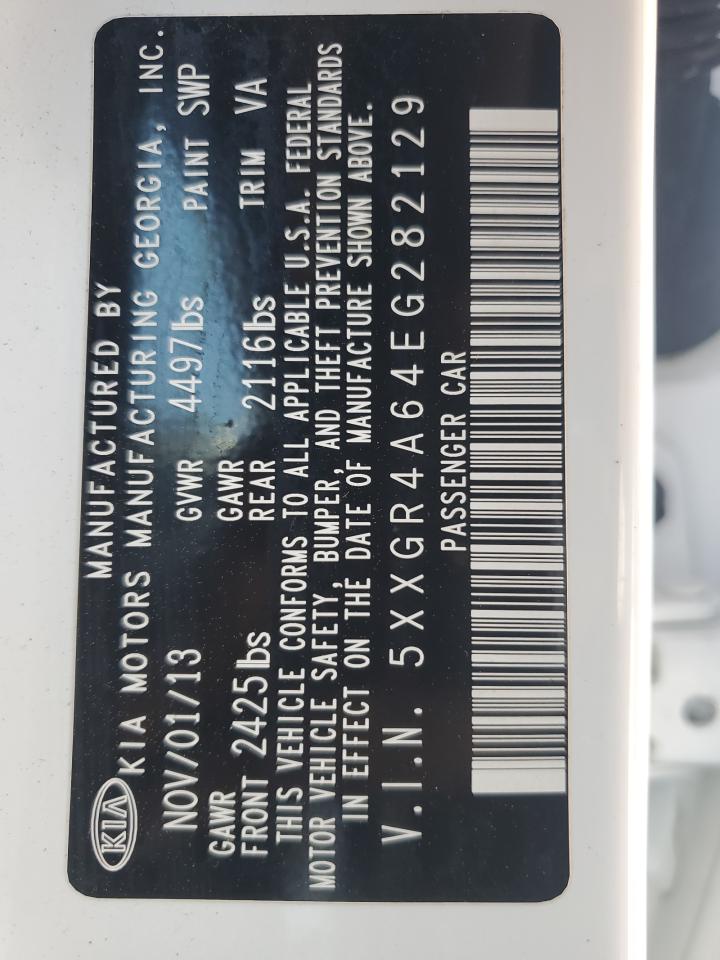 MANUFACTURED BY
KIA KIA MOTORS MANUFACTURING GEORGIA, INC.
NOV/01/13 GVWR 4497lbs PAINT SWP
GAWR GAWR
FRONT 2425lbs REAR 2116lbs TRIM VA
THIS VEHICLE CONFORMS TO ALL APPLICABLE U.S.A. FEDERAL
MOTOR VEHICLE SAFETY, BUMPER, AND THEFT PREVENTION STANDARDS
IN EFFECT ON THE DATE OF MANUFACTURE SHOWN ABOVE.
V.I.N. 5XXGR4A64EG282129
PASSENGER CAR